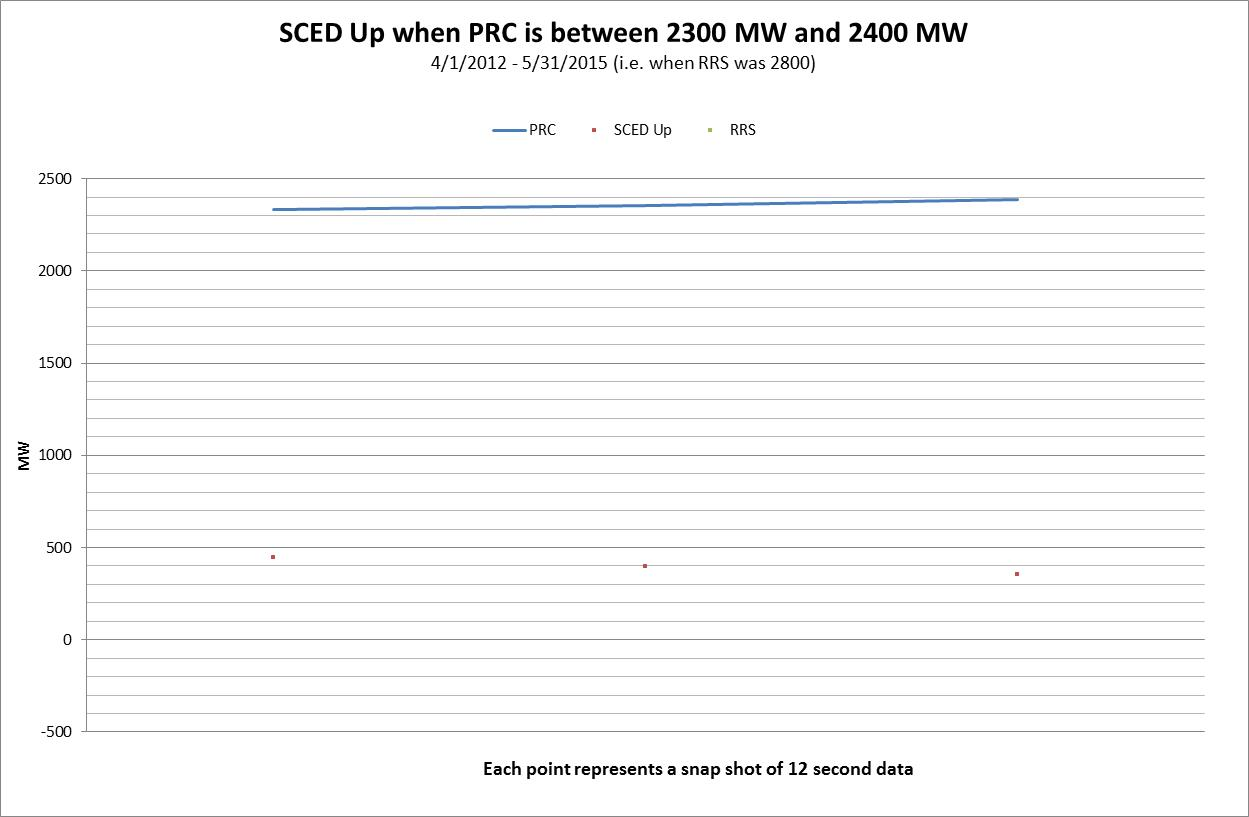 SCED Up when PRC is between 2300 MW and 2400 MW
4/1/2012 - 5/31/2015 (i.e. when RRS was 2800)
PRC SCED Up RRS
2500
2000
1500
1000
500
0
-500
MW
Each point represents a snap shot of 12 second data